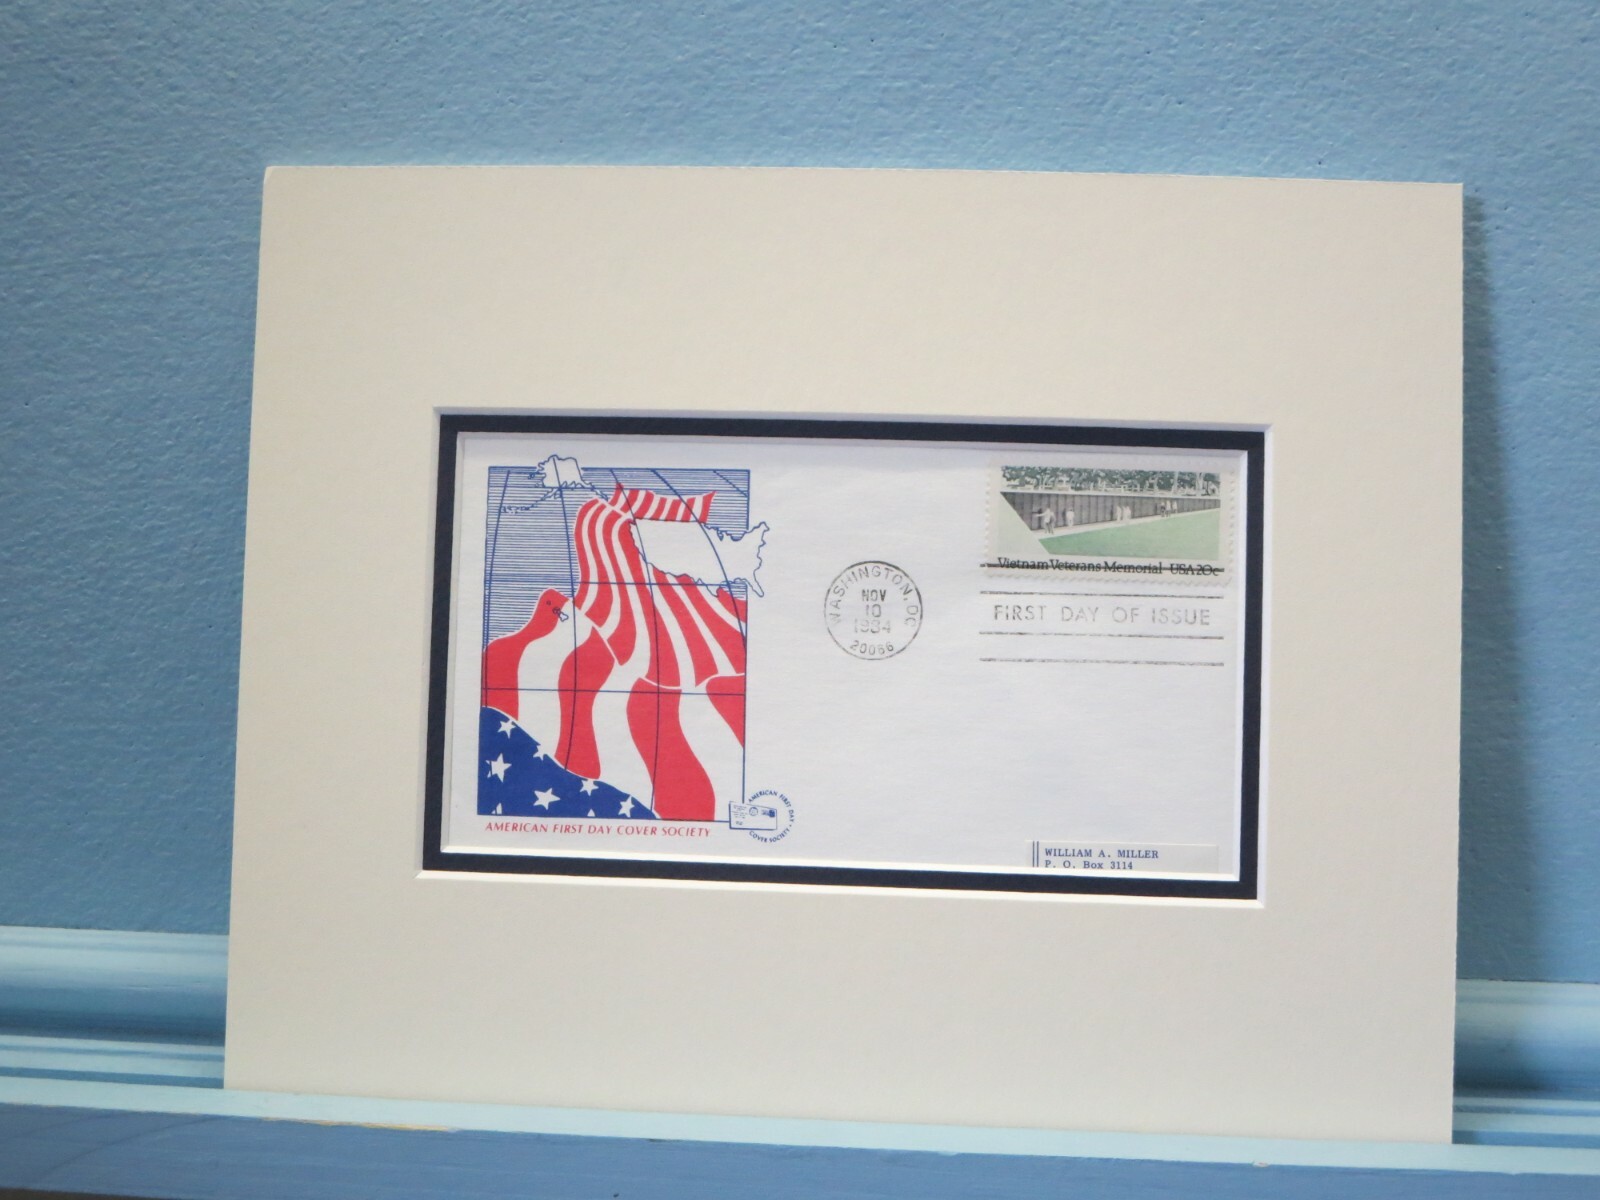 Vietnam Veterans Memorial USA 20c
WASHINGTON, DC
NOV
10
1984
20066
FIRST DAY OF ISSUE
AMERICAN FIRST DAY COVER SOCIETY
AMERICAN FIRST DAY COVER SOCIETY
WILLIAM A. MILLER
P. O. Box 3114